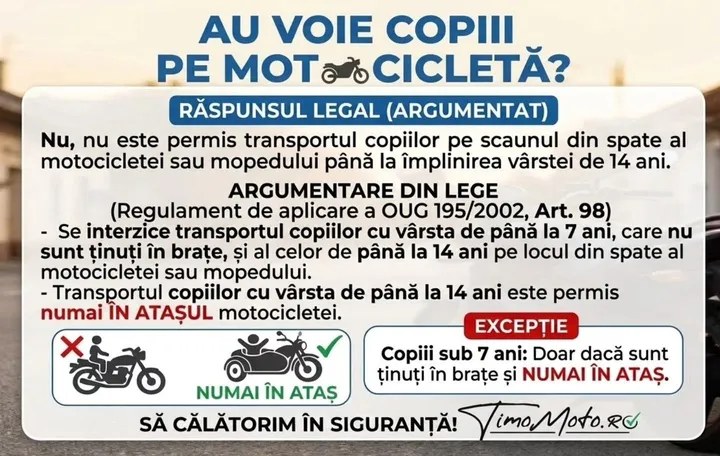 AU VOIE COPIII
PE MOTOCICLETĂ?
RĂSPUNSUL LEGAL (ARGUMENTAT)
Nu, nu este permis transportul copiilor pe scaunul din spate al
motocicletei sau mopedului până la împlinirea vârstei de 14 ani.
ARGUMENTARE DIN LEGE
(Regulament de aplicare a OUG 195/2002, Art. 98)
- Se interzice transportul copiilor cu vârsta de până la 7 ani, care nu
sunt ținuți în brațe, și al celor de până la 14 ani pe locul din spate al
motocicletei sau mopedului.
- Transportul copiilor cu vârsta de până la 14 ani este permis
numai ÎN ATAȘUL motocicletei.
NUMAI ÎN ATAȘ
EXCEPȚIE
Copiii sub 7 ani: Doar dacă sunt
ținuți în brațe și NUMAI ÎN ATAȘ.
SĂ CĂLĂTORIM ÎN SIGURANȚĂ! TimoMoto.RO